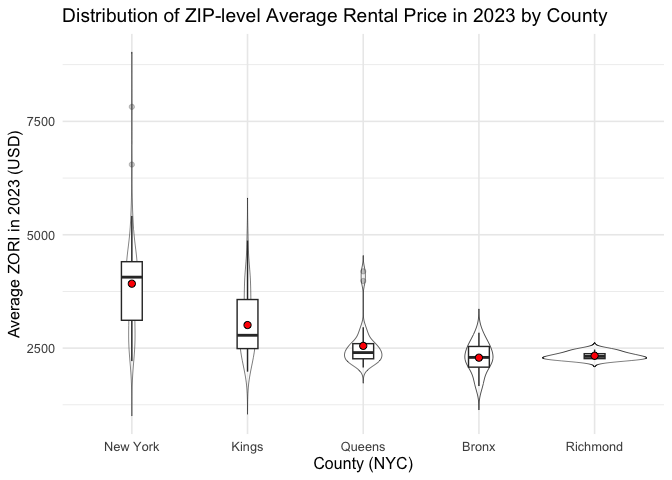 Distribution of ZIP-level Average Rental Price in 2023 by County
Average ZORI in 2023 (USD)
7500
5000
2500
New York Kings Queens Bronx Richmond
County (NYC)